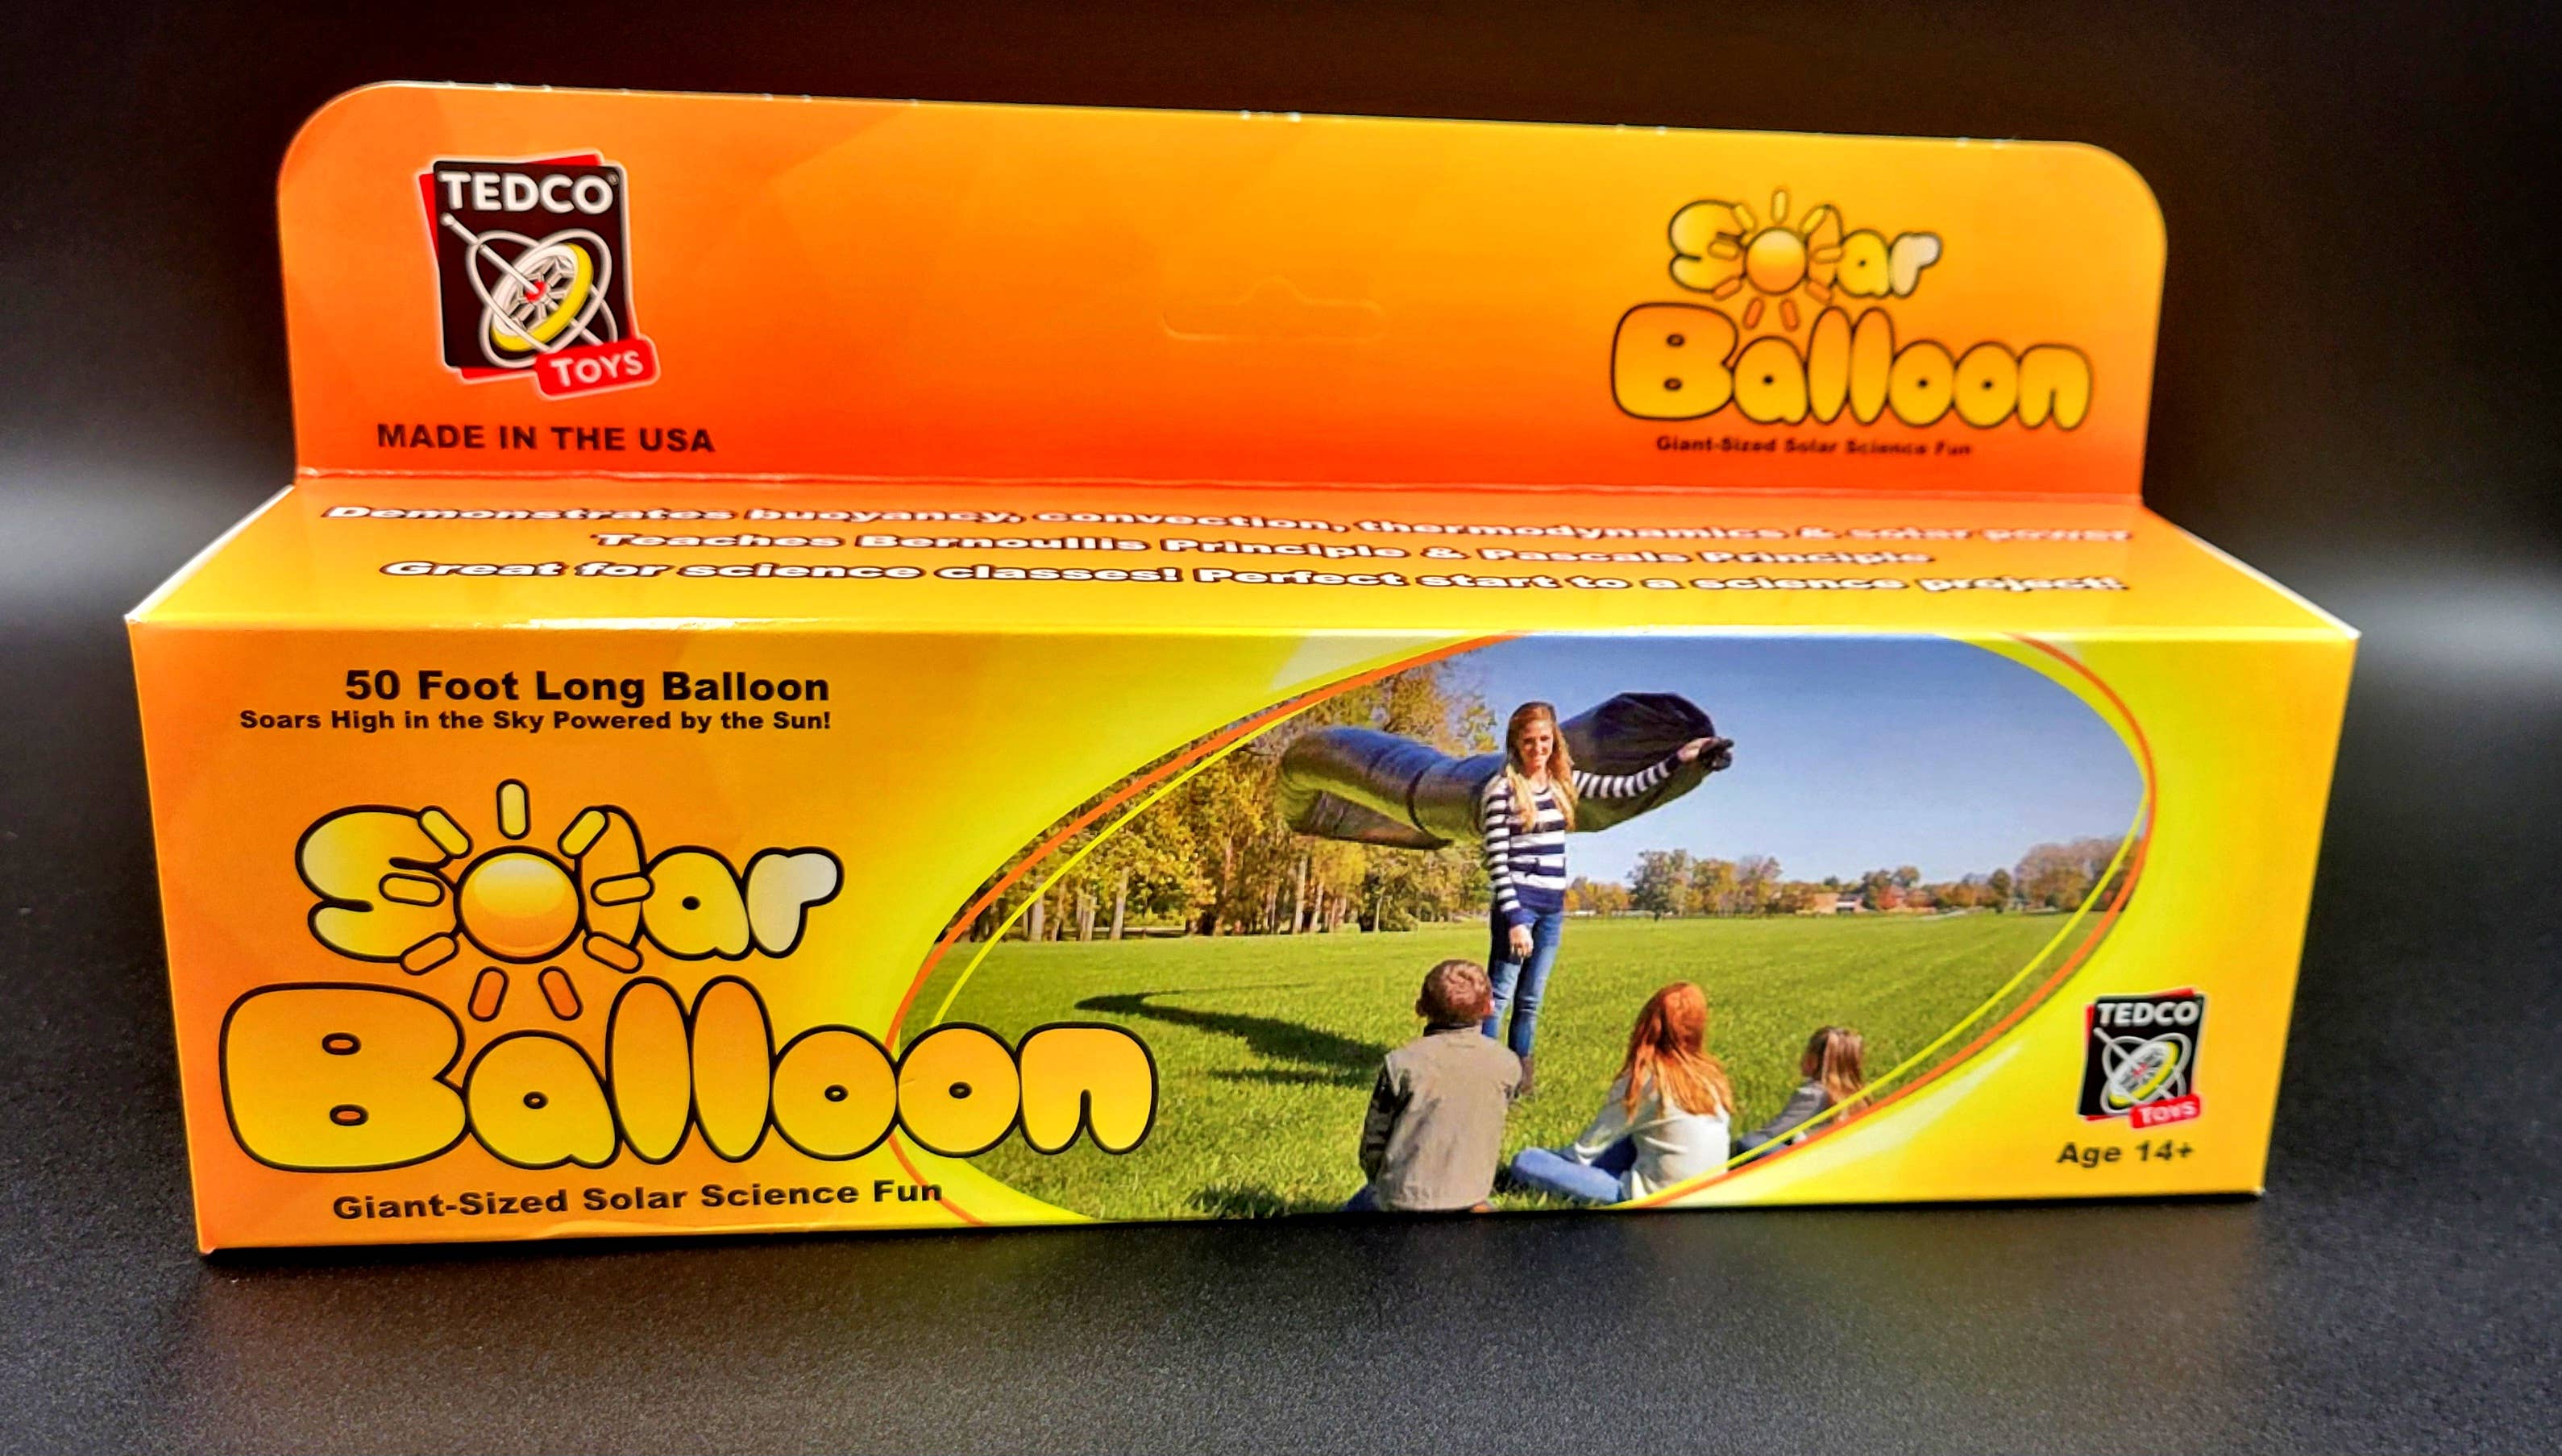 TEDCO®
TOYS
MADE IN THE USA
Solar
Balloon
Giant-Sized Solar Science Fun
Demonstrates buoyancy, convection, thermodynamics & solar power
Teaches Bernoullis Principle & Pascals Principle
Great for science classes! Perfect start to a science project!
50 Foot Long Balloon
Soars High in the Sky Powered by the Sun!
Solar
Balloon
Giant-Sized Solar Science Fun
TEDCO
TOYS
Age 14+